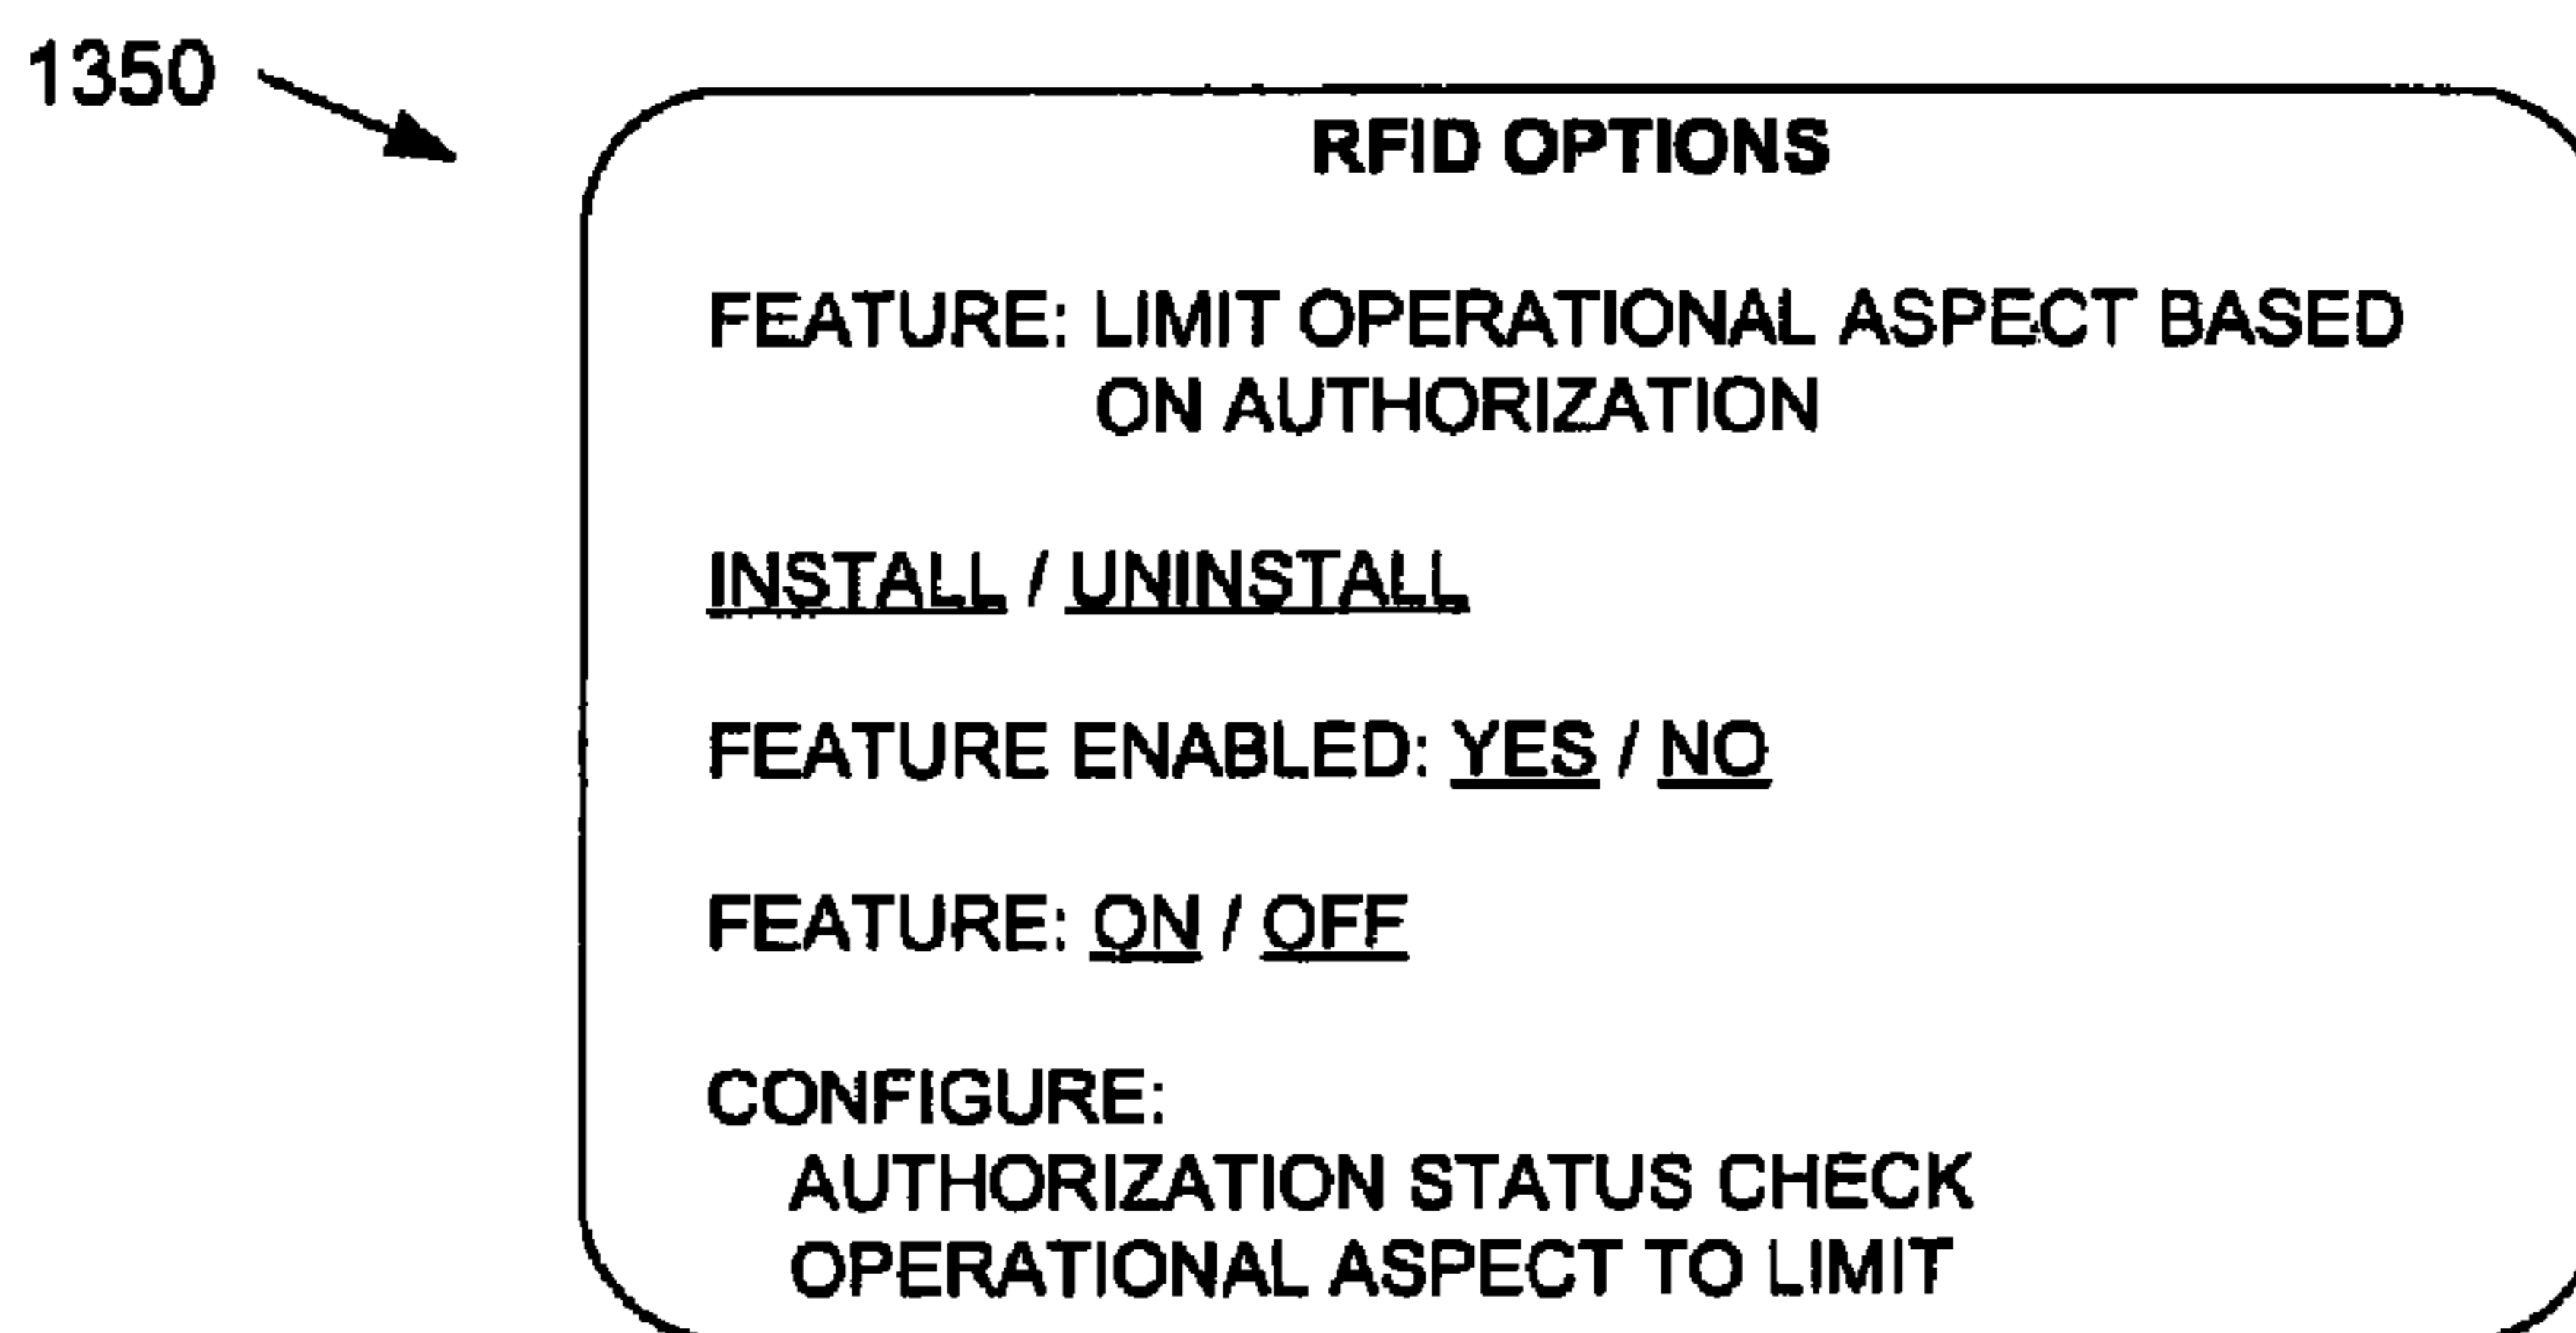 1350
RFID OPTIONS
FEATURE: LIMIT OPERATIONAL ASPECT BASED
ON AUTHORIZATION
INSTALL / UNINSTALL
FEATURE ENABLED: YES / NO
FEATURE: ON / OFF
CONFIGURE:
AUTHORIZATION STATUS CHECK
OPERATIONAL ASPECT TO LIMIT